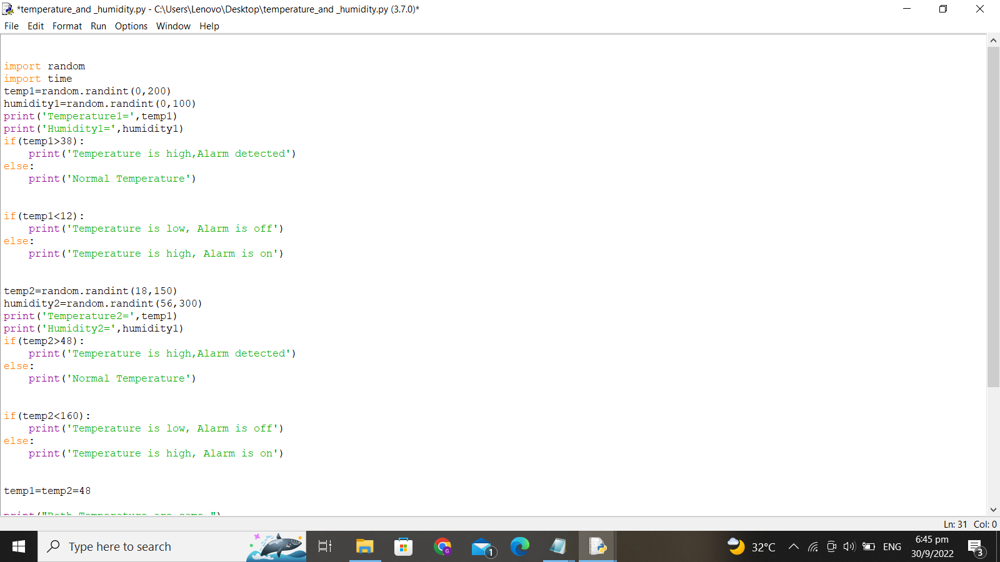 *temperature_and _humidity.py - C:\Users\Lenovo\Desktop\temperature_and _humidity.py (3.7.0)*
File Edit Format Run Options Window Help
import random
import time
temp1=random.randint(0,200)
humidity1=random.randint(0,100)
print('Temperature1=',temp1)
print('Humidity1=',humidity1)
if(temp1>38):
    print('Temperature is high,Alarm detected')
else:
    print('Normal Temperature')
if(temp1<12):
    print('Temperature is low, Alarm is off')
else:
    print('Temperature is high, Alarm is on')
temp2=random.randint(18,150)
humidity2=random.randint(56,300)
print('Temperature2=',temp1)
print('Humidity2=',humidity1)
if(temp2>48):
    print('Temperature is high,Alarm detected')
else:
    print('Normal Temperature')
if(temp2<160):
    print('Temperature is low, Alarm is off')
else:
    print('Temperature is high, Alarm is on')
temp1=temp2=48
print("Both Temperature are same ")
Ln: 31 Col: 0
Type here to search
G
1
32°C
ENG
6:45 pm
30/9/2022
3